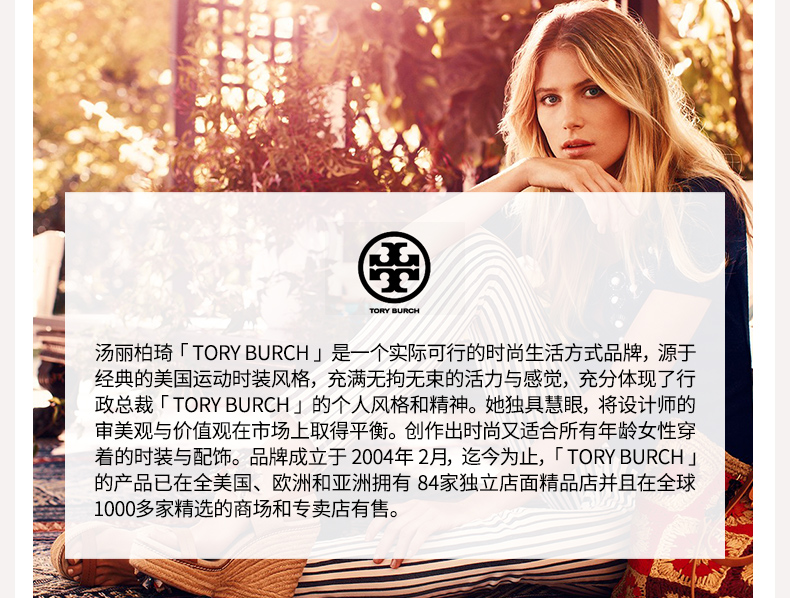 TORY BURCH
汤丽柏琦「 TORY BURCH 」是一个实际可行的时尚生活方式品牌，源于
经典的美国运动时装风格，充满无拘无束的活力与感觉，充分体现了行
政总裁「 TORY BURCH 」的个人风格和精神。她独具慧眼，将设计师的
审美观与价值观在市场上取得平衡。创作出时尚又适合所有年龄女性穿
着的时装与配饰。品牌成立于 2004年 2月, 迄今为止，「 TORY BURCH 」
的产品已在全美国、欧洲和亚洲拥有 84家独立店面精品店并且在全球
1000多家精选的商场和专卖店有售。